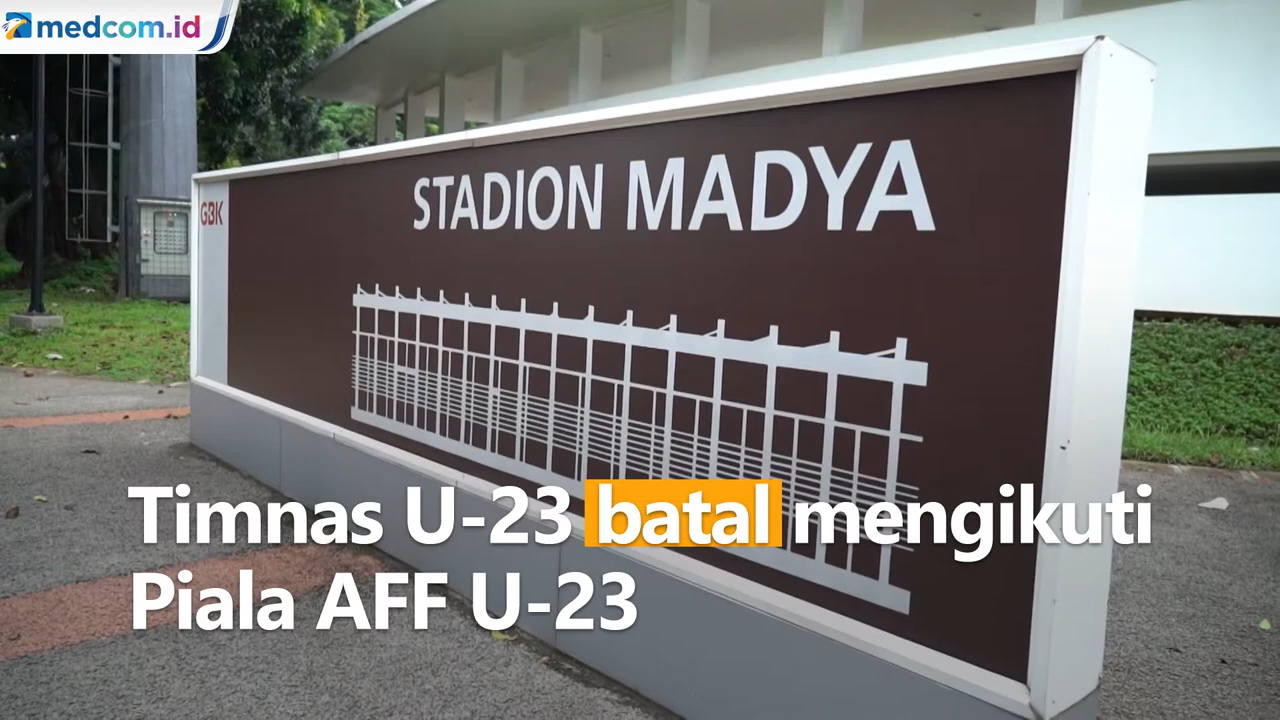 medcom.id
GBK
STADION MADYA
Timnas U-23 batal mengikuti
Piala AFF U-23